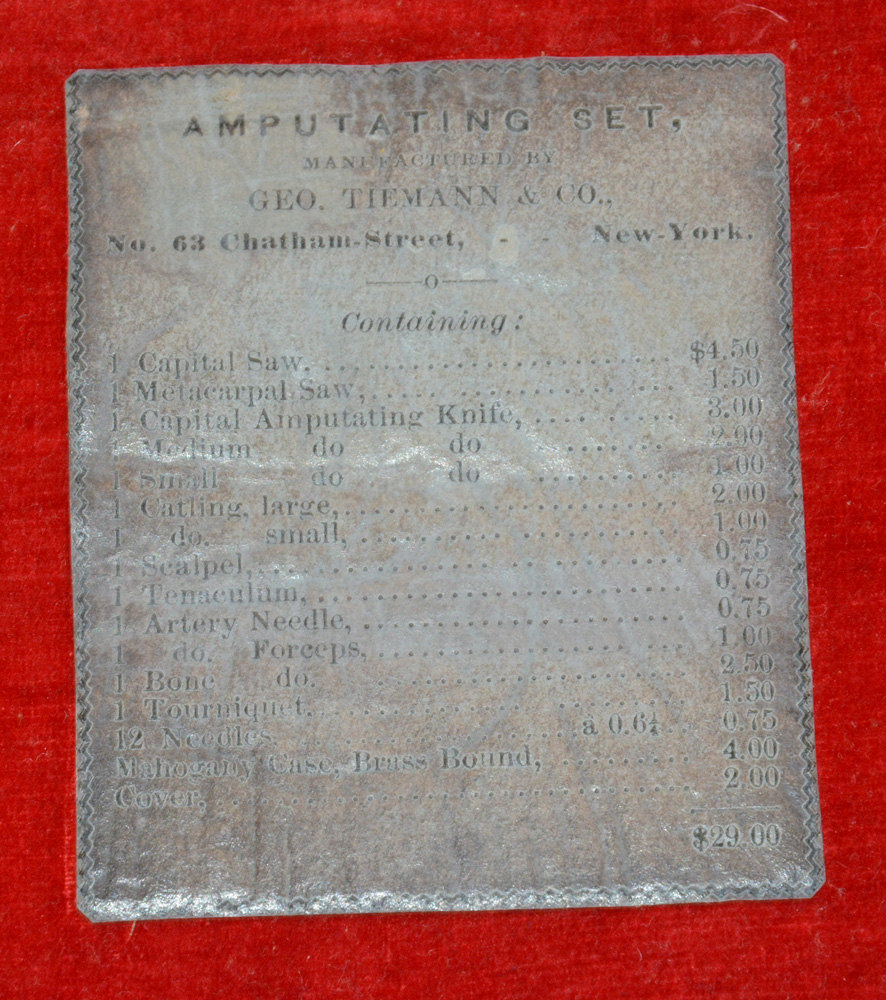 AMPUTATING SET,
MANUFACTURED BY
GEO. TIEMANN & CO.,
No. 63 Chatham-Street, - - New-York.
—o—
Containing:
1 Capital Saw, . . . . . . . . . . . . . . . . . . . . $4.50
1 Metacarpal Saw, . . . . . . . . . . . . . . . . . . 1.50
1 Capital Amputating Knife, . . . . . . . . . 3.00
1 Medium do do . . . . . . . 2.00
1 Small do do . . . . . . . . . 1.00
1 Catling, large, . . . . . . . . . . . . . . . . . . . 2.00
1 do. small, . . . . . . . . . . . . . . . . . . 1.00
1 Scalpel, . . . . . . . . . . . . . . . . . . . . . . . . 0.75
1 Tenaculum, . . . . . . . . . . . . . . . . . . . . . 0.75
1 Artery Needle, . . . . . . . . . . . . . . . . . . 0.75
1 do. Forceps, . . . . . . . . . . . . . . . . . . 1.00
1 Bone do. . . . . . . . . . . . . . . . . . . . . 2.50
1 Tourniquet, . . . . . . . . . . . . . . . . . . . . . 1.50
12 Needles, . . . . . . . . . . . . . . . . . â 0.6¼ . . 0.75
Mahogany Case, Brass Bound, . . . . . . . . 4.00
Cover, . . . . . . . . . . . . . . . . . . . . . . . . . . . 2.00
$29.00